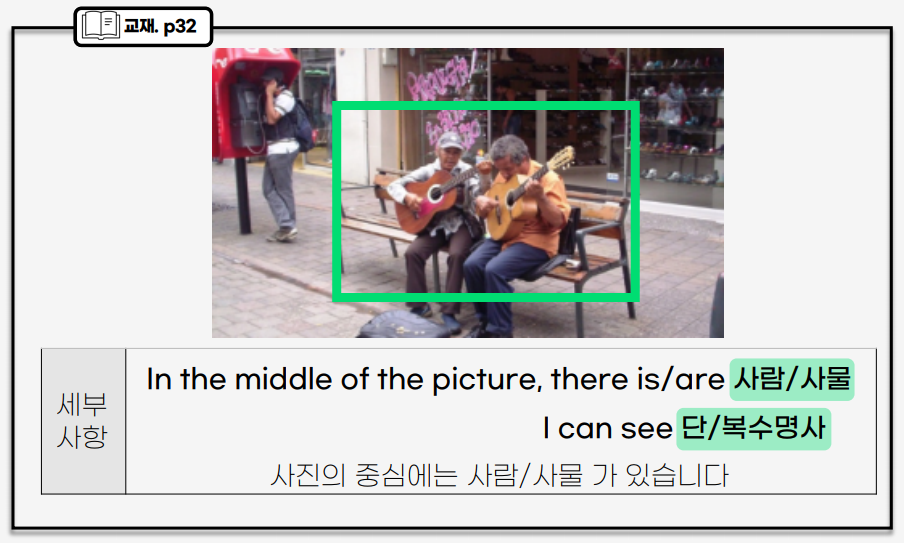 교재. p32
세부
사항
In the middle of the picture, there is/are 사람/사물
I can see 단/복수명사
사진의 중심에는 사람/사물 가 있습니다